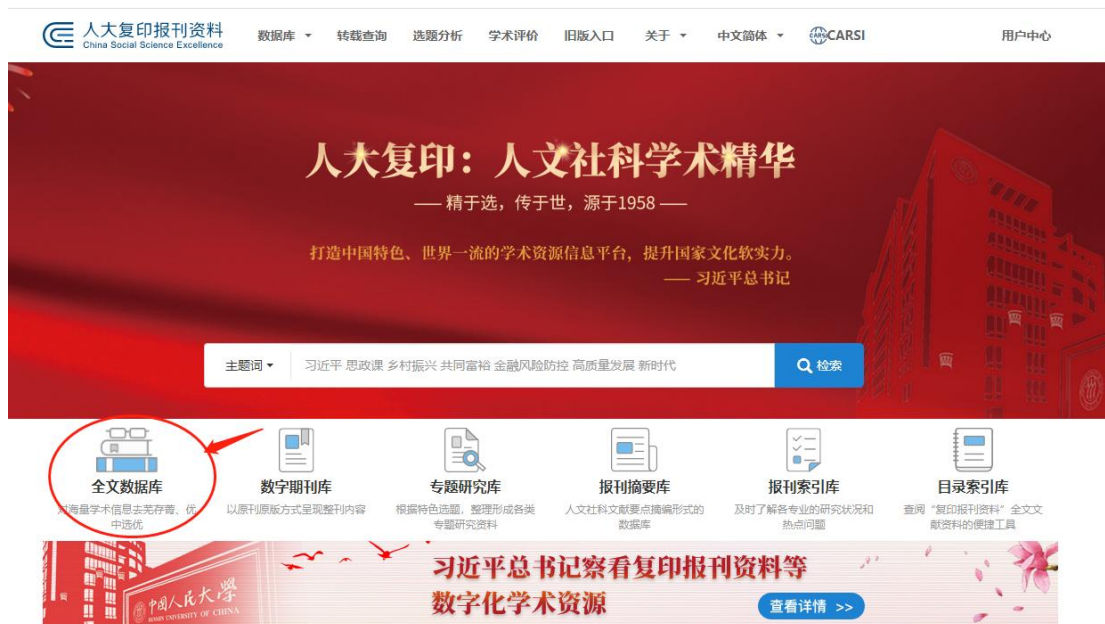 人大复印报刊资料
China Social Science Excellence
数据库 转载查询 选题分析 学术评价 旧版入口 关于 中文简体 CARSI CARSI 用户中心
人大复印：人文社科学术精华
—— 精于选，传于世，源于1958 ——
打造中国特色、世界一流的学术资源信息平台，提升国家文化软实力。
—— 习近平总书记
主题词 习近平 思政课 乡村振兴 共同富裕 金融风险防控 高质量发展 新时代 检索
全文数据库
对海量学术信息去芜存菁、优
中选优
数字期刊库
以原刊原版方式呈现整刊内容
专题研究库
根据特色选题，整理形成各类
专题研究资料
报刊摘要库
人文社科文献要点摘编形式的
数据库
报刊索引库
及时了解各专业的研究状况和
热点问题
目录索引库
查阅“复印报刊资料”全文文
献资料的便捷工具
中国人民大学
RENMIN UNIVERSITY OF CHINA
习近平总书记察看复印报刊资料等
数字化学术资源
查看详情 >>